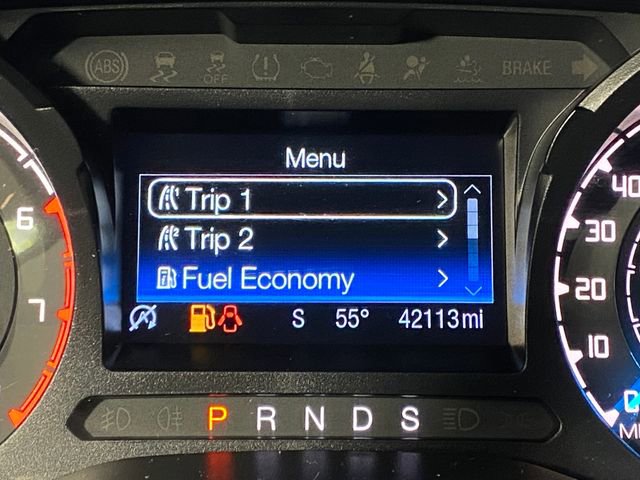 ABS OFF BRAKE
Menu
Trip 1
Trip 2
Fuel Economy
S 55° 42113mi
P R N D S
6
7
40
30
20
10